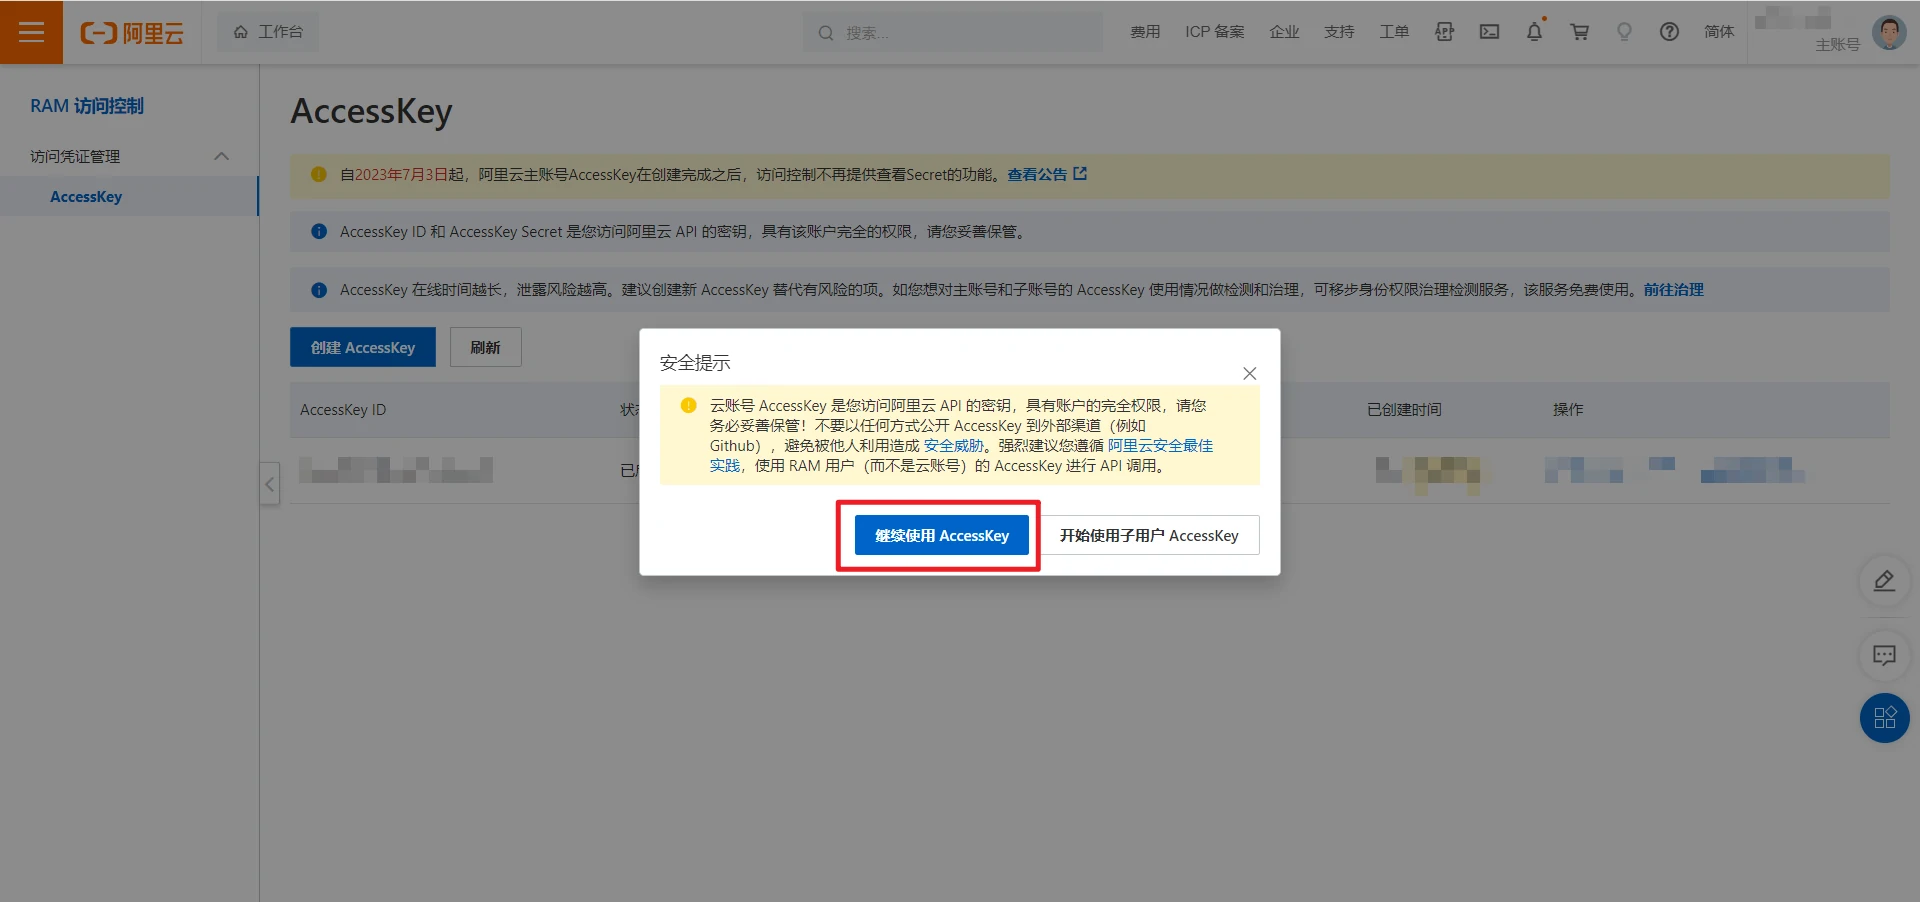 阿里云
工作台
搜索...
费用
ICP 备案
企业
支持
工单
APP
简体
主账号
RAM 访问控制
访问凭证管理
AccessKey
AccessKey
自2023年7月3日起，阿里云主账号AccessKey在创建完成之后，访问控制不再提供查看Secret的功能。查看公告
AccessKey ID 和 AccessKey Secret 是您访问阿里云 API 的密钥，具有该账户完全的权限，请您妥善保管。
AccessKey 在线时间越长，泄露风险越高。建议创建新 AccessKey 替代有风险的项。如您想对主账号和子账号的 AccessKey 使用情况做检测和治理，可移步身份权限治理检测服务，该服务免费使用。前往治理
创建 AccessKey
刷新
AccessKey ID
已创建时间
操作
安全提示
云账号 AccessKey 是您访问阿里云 API 的密钥，具有账户的完全权限，请您
务必妥善保管！不要以任何方式公开 AccessKey 到外部渠道（例如
Github），避免被他人利用造成 安全威胁。强烈建议您遵循 阿里云安全最佳
实践，使用 RAM 用户（而不是云账号）的 AccessKey 进行 API 调用。
继续使用 AccessKey
开始使用子用户 AccessKey